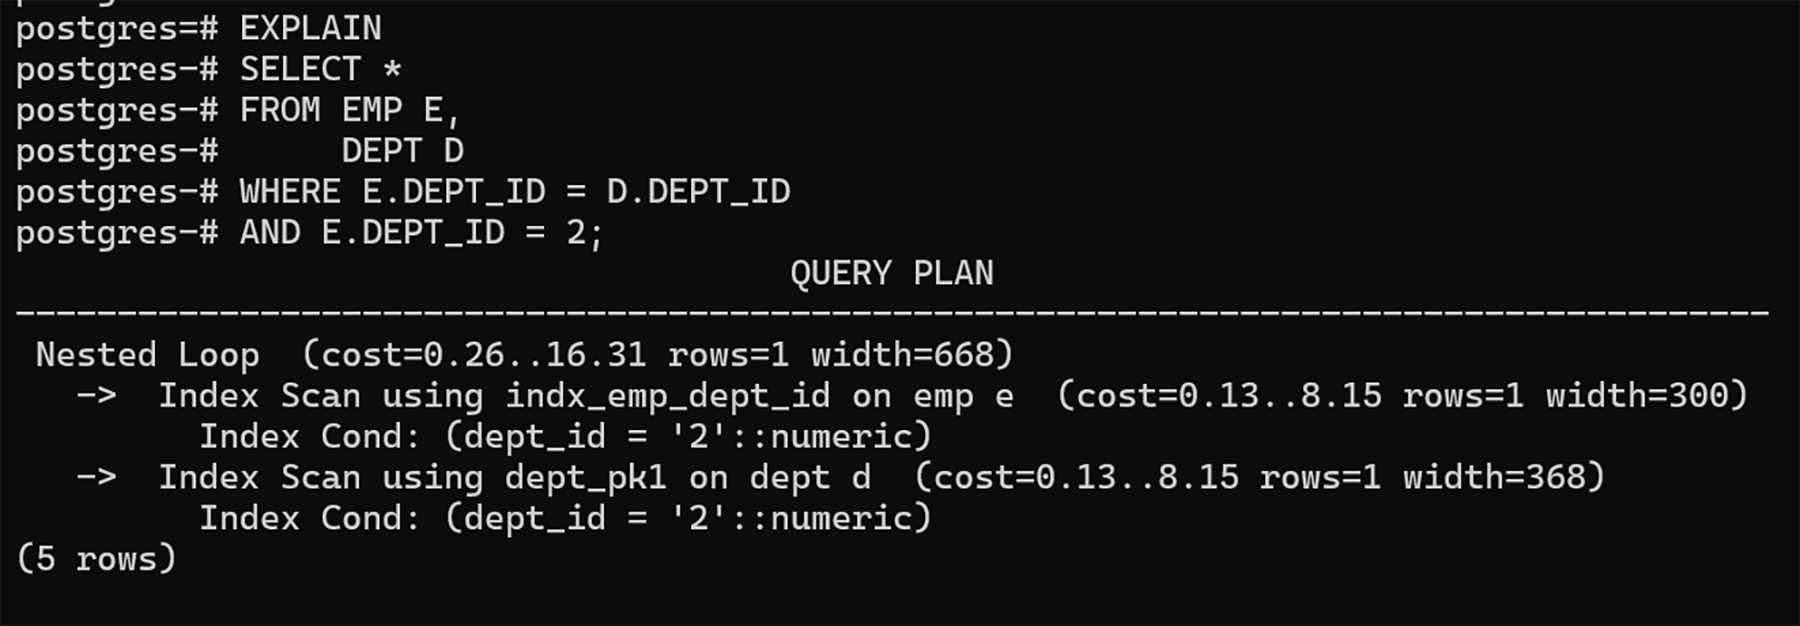 postgres=# EXPLAIN
postgres-# SELECT *
postgres-# FROM EMP E,
postgres-#      DEPT D
postgres-# WHERE E.DEPT_ID = D.DEPT_ID
postgres-# AND E.DEPT_ID = 2;
                                      QUERY PLAN
--------------------------------------------------------------------------------------
 Nested Loop  (cost=0.26..16.31 rows=1 width=668)
   ->  Index Scan using indx_emp_dept_id on emp e  (cost=0.13..8.15 rows=1 width=300)
         Index Cond: (dept_id = '2'::numeric)
   ->  Index Scan using dept_pk1 on dept d  (cost=0.13..8.15 rows=1 width=368)
         Index Cond: (dept_id = '2'::numeric)
(5 rows)